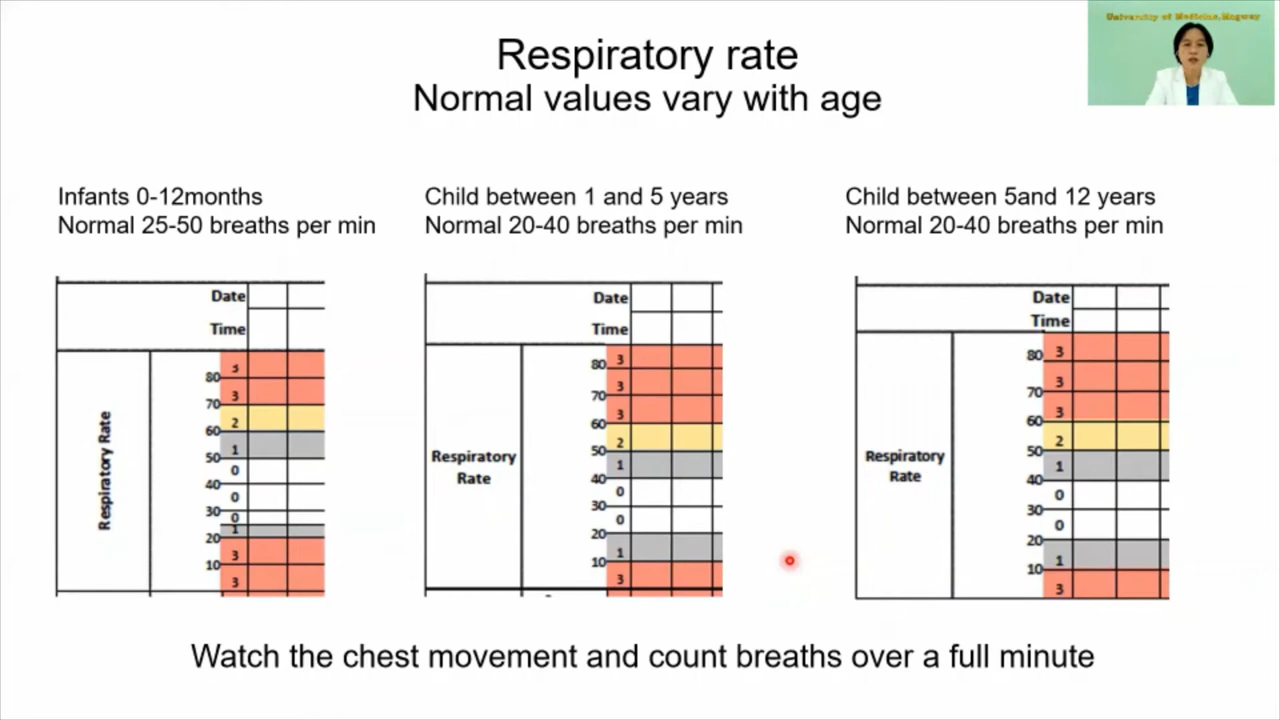 University of Medicine, Magway
Respiratory rate
Normal values vary with age
Infants 0-12months
Normal 25-50 breaths per min
Date
Time
Respiratory Rate
3
80
3
70
2
60
1
50
0
40
0
30
0
1
20
3
10
3
Child between 1 and 5 years
Normal 20-40 breaths per min
Date
Time
Respiratory
Rate
3
80
3
70
3
60
2
50
1
40
0
30
0
20
1
10
3
Child between 5and 12 years
Normal 20-40 breaths per min
Date
Time
Respiratory
Rate
3
80
3
70
3
60
2
50
1
40
0
30
0
20
1
10
3
Watch the chest movement and count breaths over a full minute